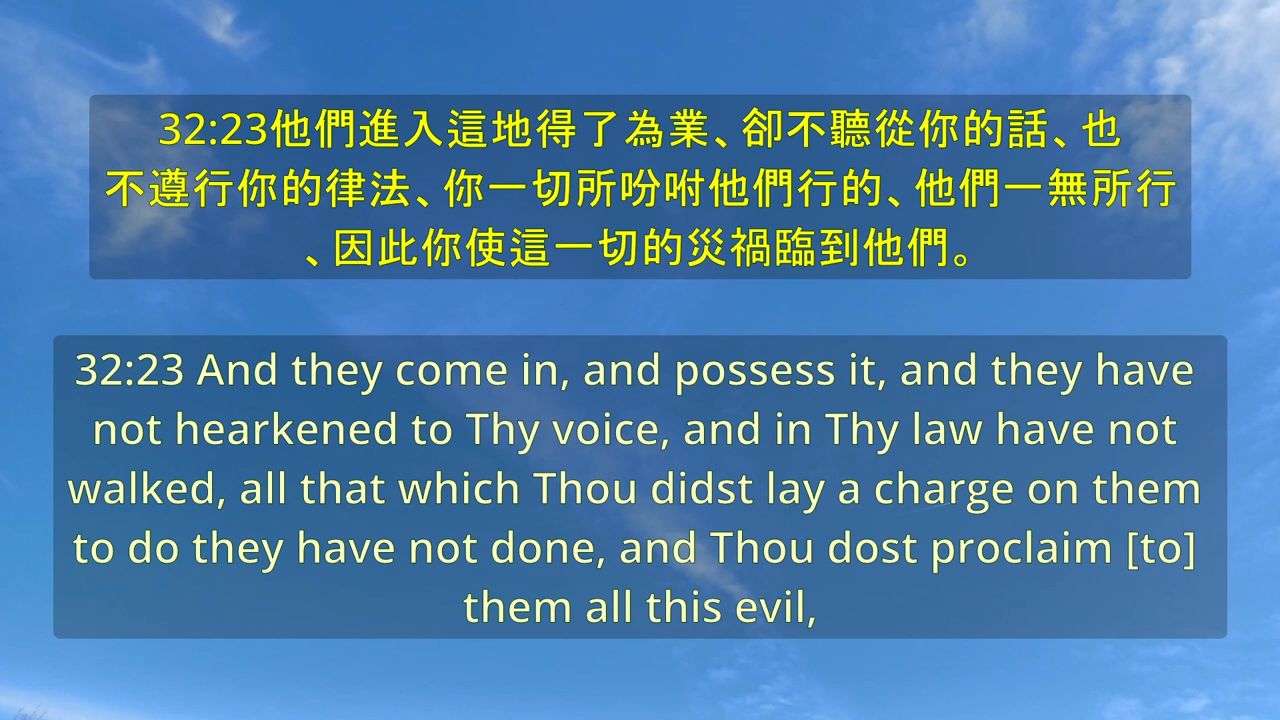 32:23他們進入這地得了為業、卻不聽從你的話、也
不遵行你的律法、你一切所吩咐他們行的、他們一無所行
、因此你使這一切的災禍臨到他們。
32:23 And they come in, and possess it, and they have
not hearkened to Thy voice, and in Thy law have not
walked, all that which Thou didst lay a charge on them
to do they have not done, and Thou dost proclaim [to]
them all this evil,